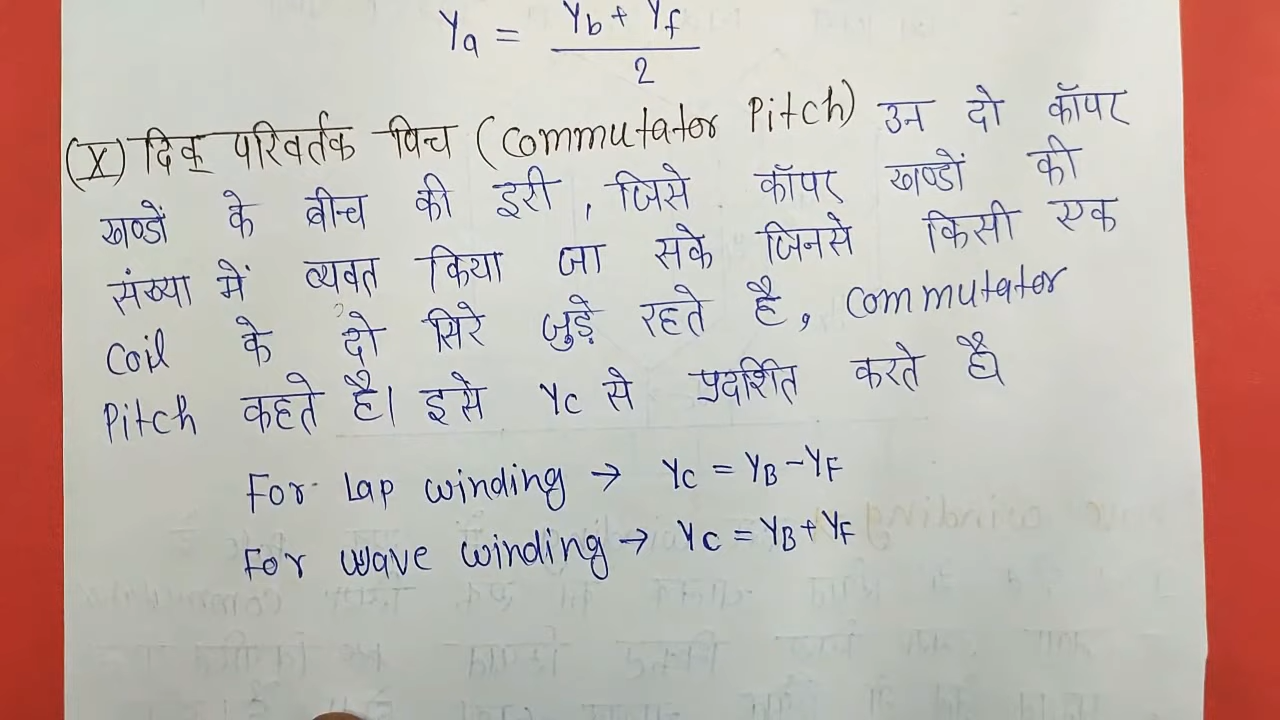 Ya = Yb + Yf / 2
(X) दिक् परिवर्तक पिच (Commutator Pitch) उन दो कॉपर
खण्डों के बीच की दूरी , जिसे कॉपर खण्डों की
संख्या में व्यक्त किया जा सके जिनसे किसी एक
Coil के दो सिरे जुड़े रहते है, Commutator
Pitch कहते है। इसे Yc से प्रदर्शित करते है।
For Lap winding → Yc = YB - YF
For wave winding → Yc = YB + YF